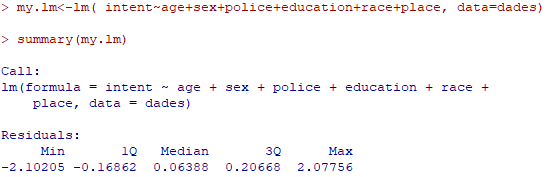 > my.lm<-lm( intent~age+sex+police+education+race+place, data=dades)
> summary(my.lm)
Call:
lm(formula = intent ~ age + sex + police + education + race +
    place, data = dades)
Residuals:
     Min       1Q   Median       3Q      Max
-2.10205 -0.16862  0.06388  0.20668  2.07756